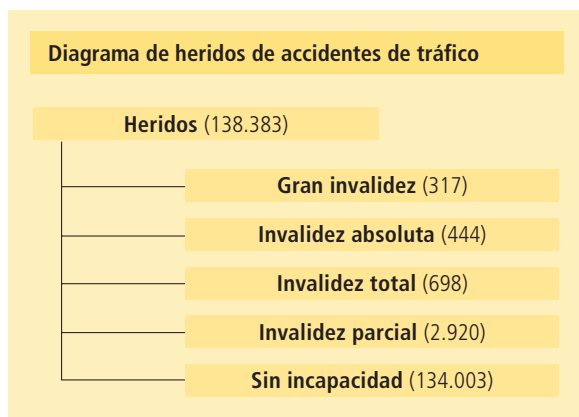 Diagrama de heridos de accidentes de tráfico
Heridos (138.383)
Gran invalidez (317)
Invalidez absoluta (444)
Invalidez total (698)
Invalidez parcial (2.920)
Sin incapacidad (134.003)